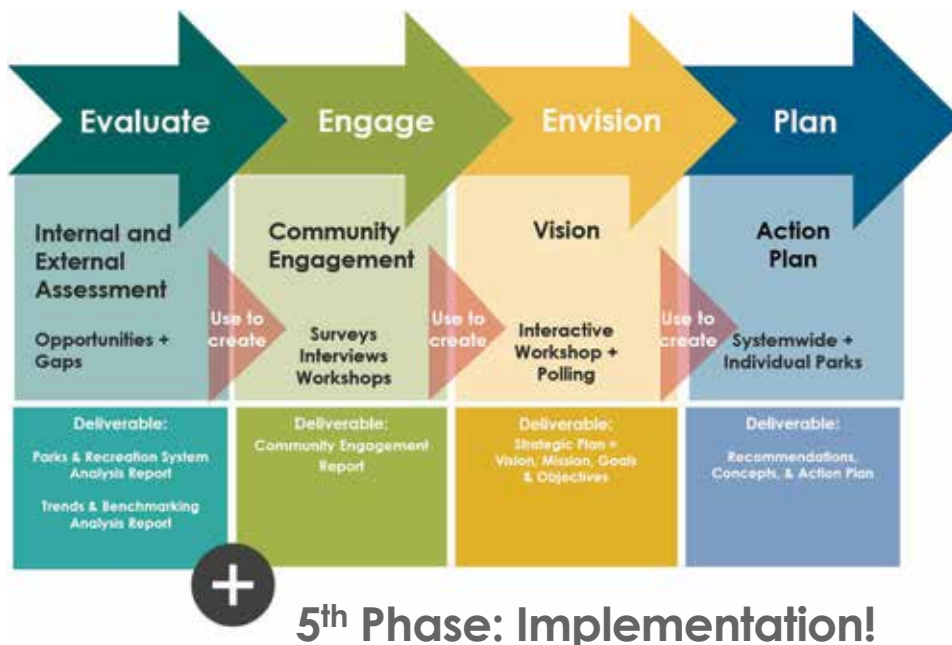 Evaluate
Engage
Envision
Plan
Internal and
External
Assessment
Opportunities +
Gaps
Use to
create
Community
Engagement
Surveys
Interviews
Workshops
Use to
create
Vision
Interactive
Workshop +
Polling
Use to
create
Action
Plan
Systemwide +
Individual Parks
Deliverable:
Parks & Recreation System
Analysis Report
Trends & Benchmarking
Analysis Report
Deliverable:
Community Engagement
Report
Deliverable:
Strategic Plan =
Vision, Mission, Goals
& Objectives
Deliverable:
Recommendations,
Concepts, & Action Plan
+
5th Phase: Implementation!